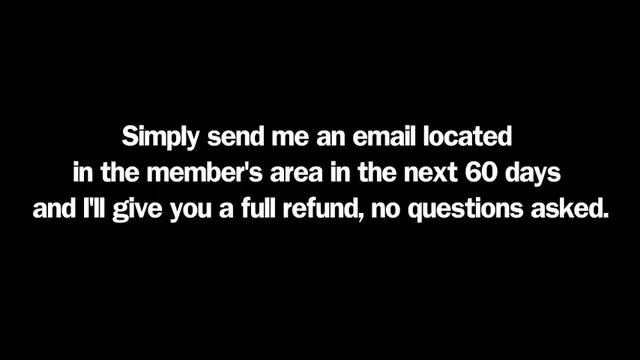 Simply send me an email located
in the member's area in the next 60 days
and I'll give you a full refund, no questions asked.